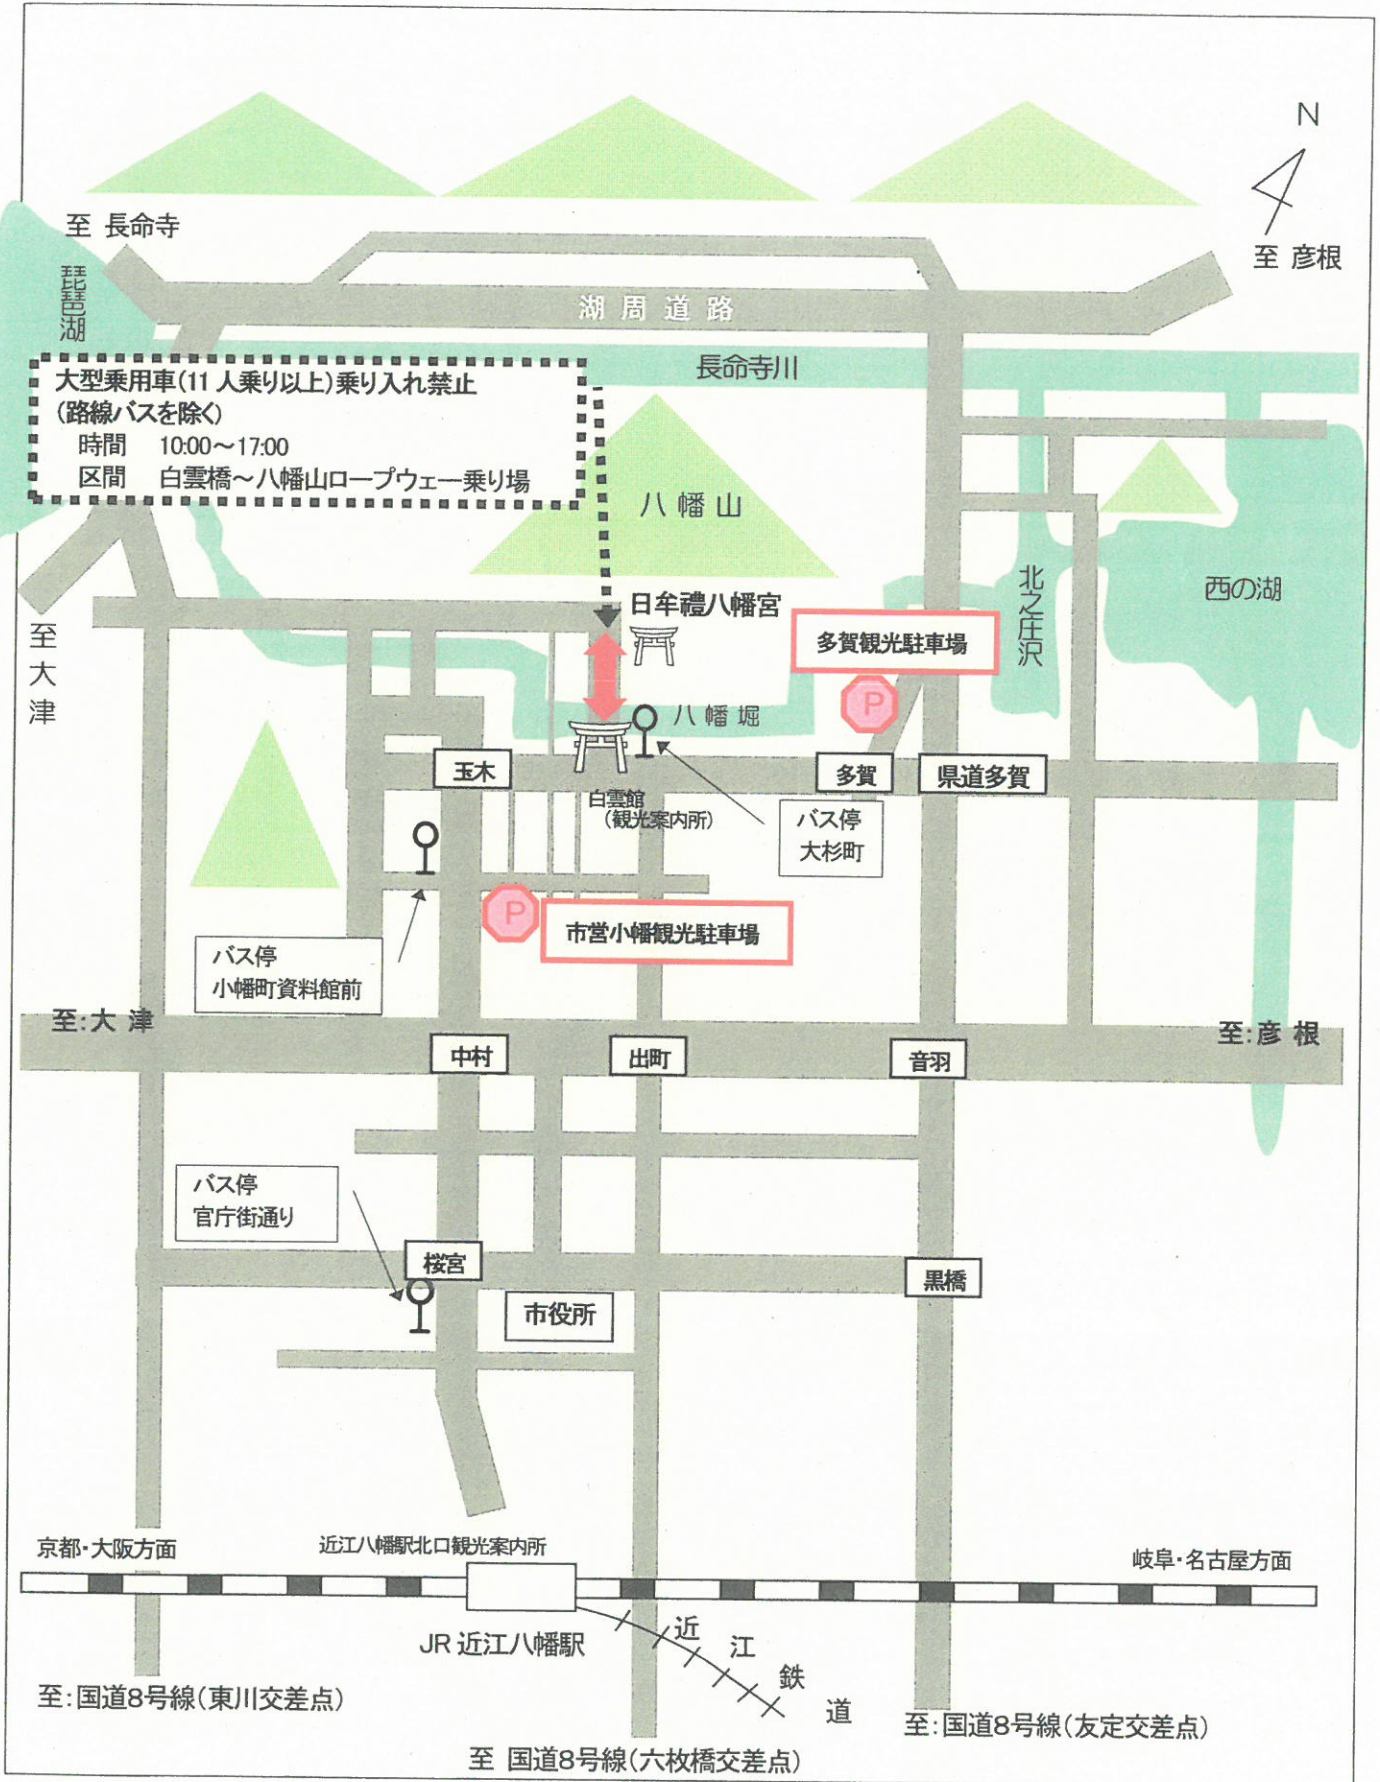 N
至 長命寺
至 彦根
琵琶湖
湖周道路
長命寺川
大型乗用車(11人乗り以上)乗り入れ禁止
(路線バスを除く)
時間 10:00~17:00
区間 白雲橋~八幡山ロープウェー乗り場
八幡山
北之庄沢
西の湖
日牟禮八幡宮
多賀観光駐車場
P
至大津
八幡堀
玉木
多賀
県道多賀
白雲館
(観光案内所)
バス停
大杉町
P
市営小幡観光駐車場
バス停
小幡町資料館前
至:大 津
至:彦 根
中村
出町
音羽
バス停
官庁街通り
桜宮
黒橋
市役所
京都・大阪方面
近江八幡駅北口観光案内所
岐阜・名古屋方面
JR 近江八幡駅
近江鉄道
至:国道8号線(東川交差点)
至:国道8号線(友定交差点)
至 国道8号線(六枚橋交差点)